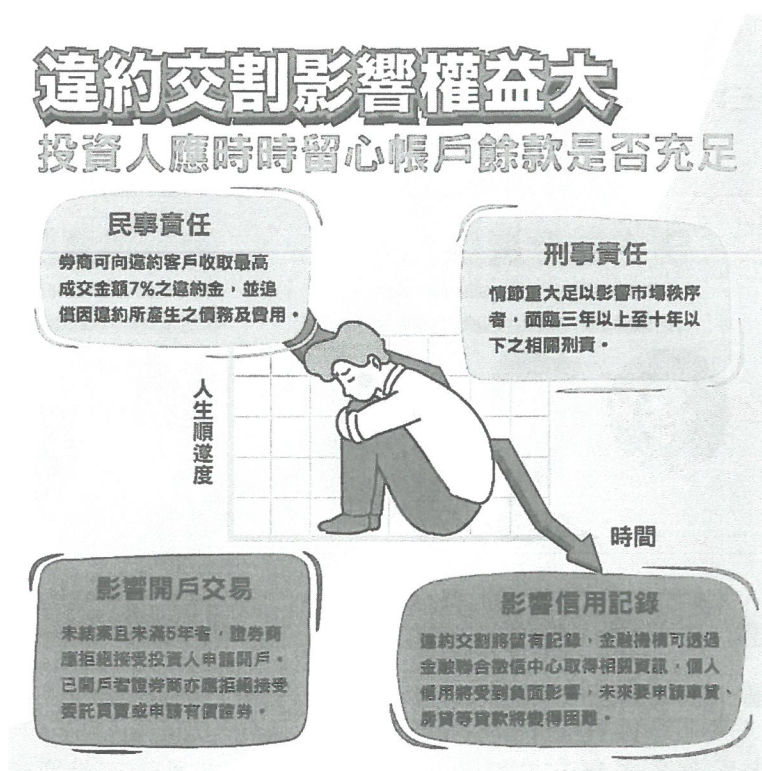 違約交割影響權益大
投資人應時時留心帳戶餘款是否充足
民事責任
券商可向違約客戶收取最高
成交金額7%之違約金，並追
償因違約所產生之債務及費用。
刑事責任
情節重大足以影響市場秩序
者，面臨三年以上至十年以
下之相關刑責。
人生順遂度
時間
影響開戶交易
未結案且未滿5年者，證券商
應拒絕接受投資人申請開戶。
已開戶者證券商亦應拒絕接受
委託買賣或申請有價證券。
影響信用記錄
違約交割將留有記錄，金融機構可透過
金融聯合徵信中心取得相關資訊，個人
信用將受到負面影響，未來要申請車貸、
房貸等貸款將變得困難。